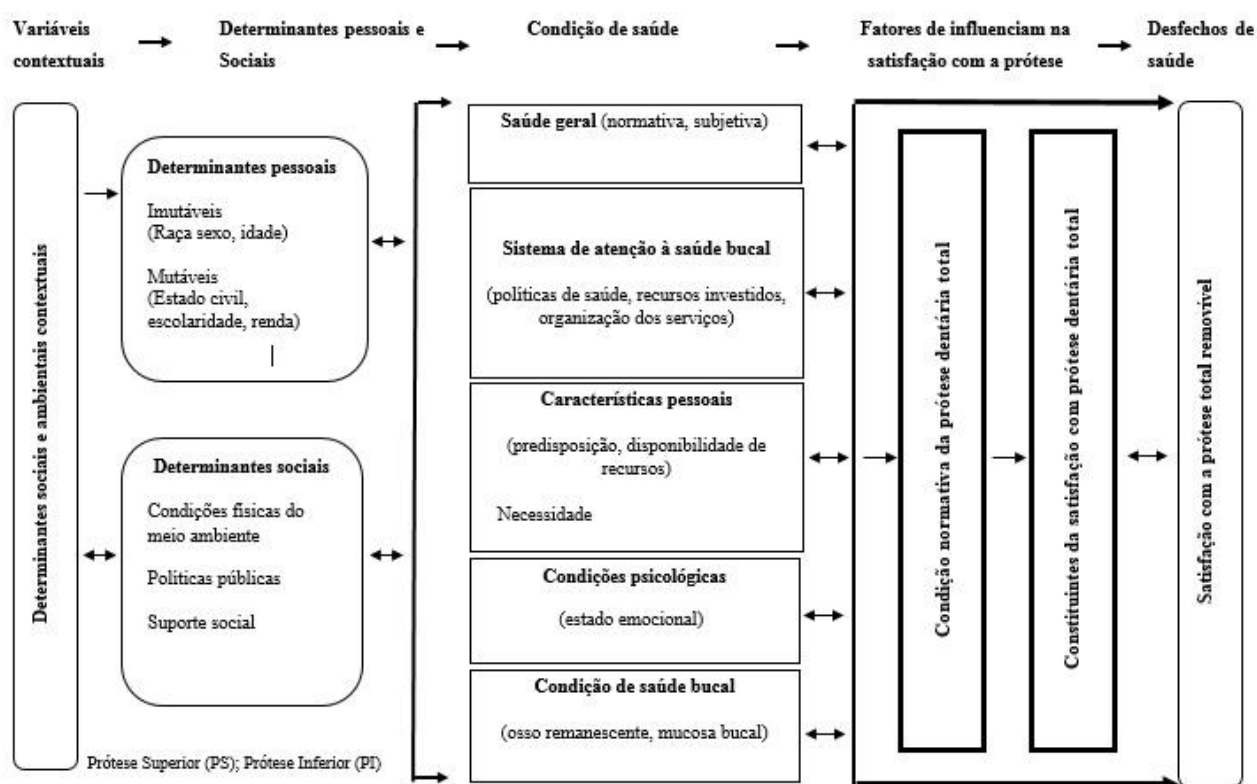 Variáveis
contextuais
Determinantes pessoais e
Sociais
Condição de saúde
Fatores de influenciam na
satisfação com a prótese
Desfechos de
saúde
Determinantes sociais e ambientais contextuais
Determinantes pessoais
Imutáveis
(Raça sexo, idade)
Mutáveis
(Estado civil,
escolaridade, renda)
Determinantes sociais
Condições físicas do
meio ambiente
Políticas públicas
Suporte social
Saúde geral (normativa, subjetiva)
Sistema de atenção à saúde bucal
(políticas de saúde, recursos investidos,
organização dos serviços)
Características pessoais
(predisposição, disponibilidade de
recursos)
Necessidade
Condições psicológicas
(estado emocional)
Condição de saúde bucal
(osso remanescente, mucosa bucal)
Condição normativa da prótese dentária total
Constituintes da satisfação com prótese dentária total
Satisfação com a prótese total removível
Prótese Superior (PS); Prótese Inferior (PI)